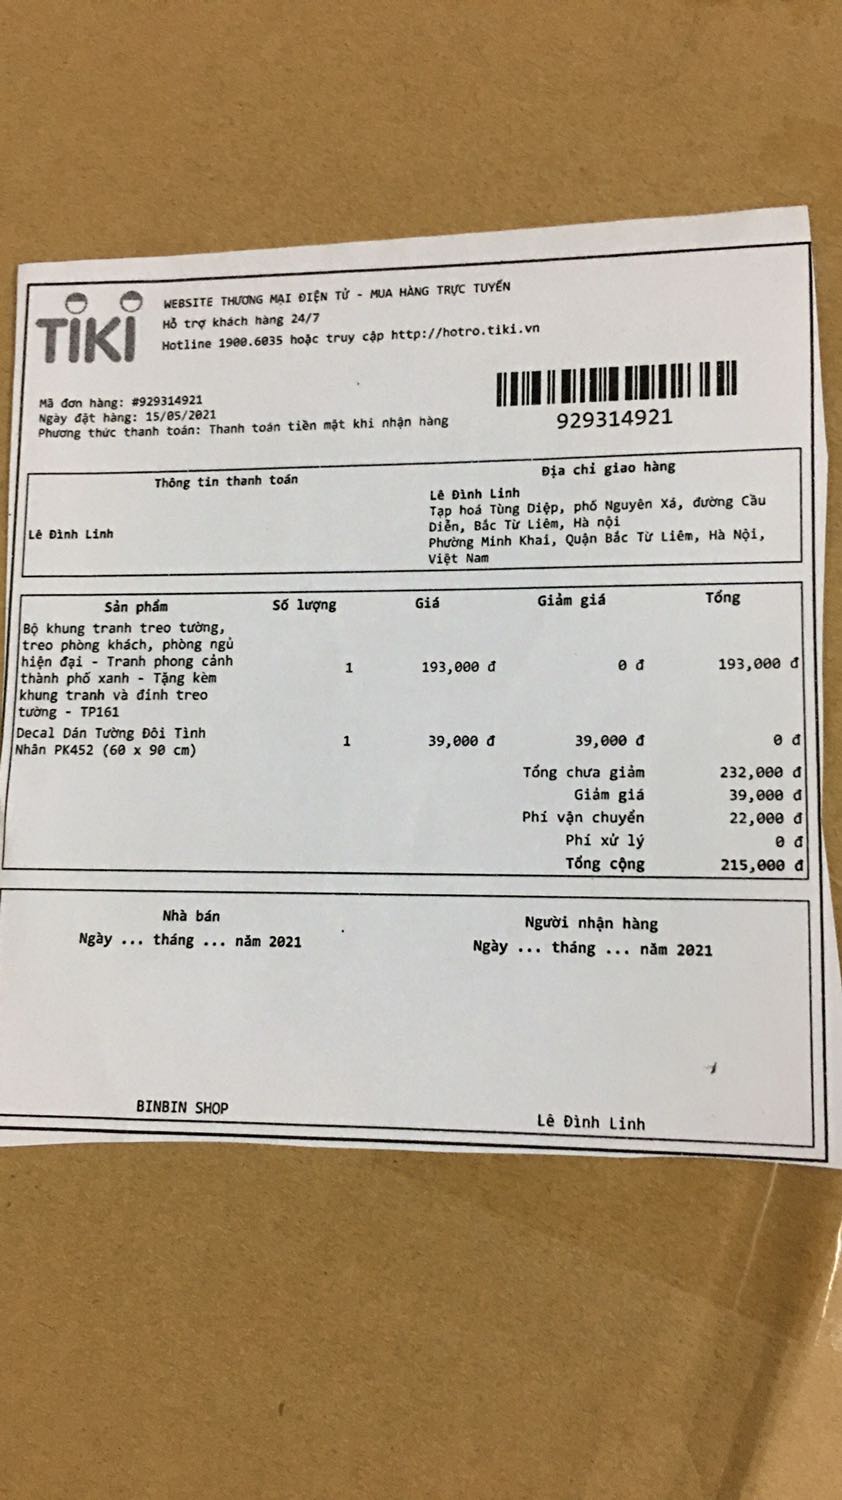 TIKI
WEBSITE THƯƠNG MẠI ĐIỆN TỬ - MUA HÀNG TRỰC TUYẾN
Hỗ trợ khách hàng 24/7
Hotline 1900.6035 hoặc truy cập http://hotro.tiki.vn
Mã đơn hàng: #929314921
Ngày đặt hàng: 15/05/2021
Phương thức thanh toán: Thanh toán tiền mặt khi nhận hàng
929314921
Thông tin thanh toán
Lê Đình Linh
Địa chỉ giao hàng
Lê Đình Linh
Tạp hoá Tùng Diệp, phố Nguyên Xá, đường Cầu
Diễn, Bắc Từ Liêm, Hà nội
Phường Minh Khai, Quận Bắc Từ Liêm, Hà Nội,
Việt Nam
Sản phẩm Số lượng Giá Giảm giá Tổng
Bộ khung tranh treo tường,
treo phòng khách, phòng ngủ
hiện đại - Tranh phong cảnh
thành phố xanh - Tặng kèm
khung tranh và đinh treo
tường - TP161
1 193,000 đ 0 đ 193,000 đ
Decal Dán Tường Đôi Tình
Nhân PK452 (60 x 90 cm)
1 39,000 đ 39,000 đ 0 đ
Tổng chưa giảm 232,000 đ
Giảm giá 39,000 đ
Phí vận chuyển 22,000 đ
Phí xử lý 0 đ
Tổng cộng 215,000 đ
Nhà bán
Ngày ... tháng ... năm 2021
BINBIN SHOP
Người nhận hàng
Ngày ... tháng ... năm 2021
Lê Đình Linh